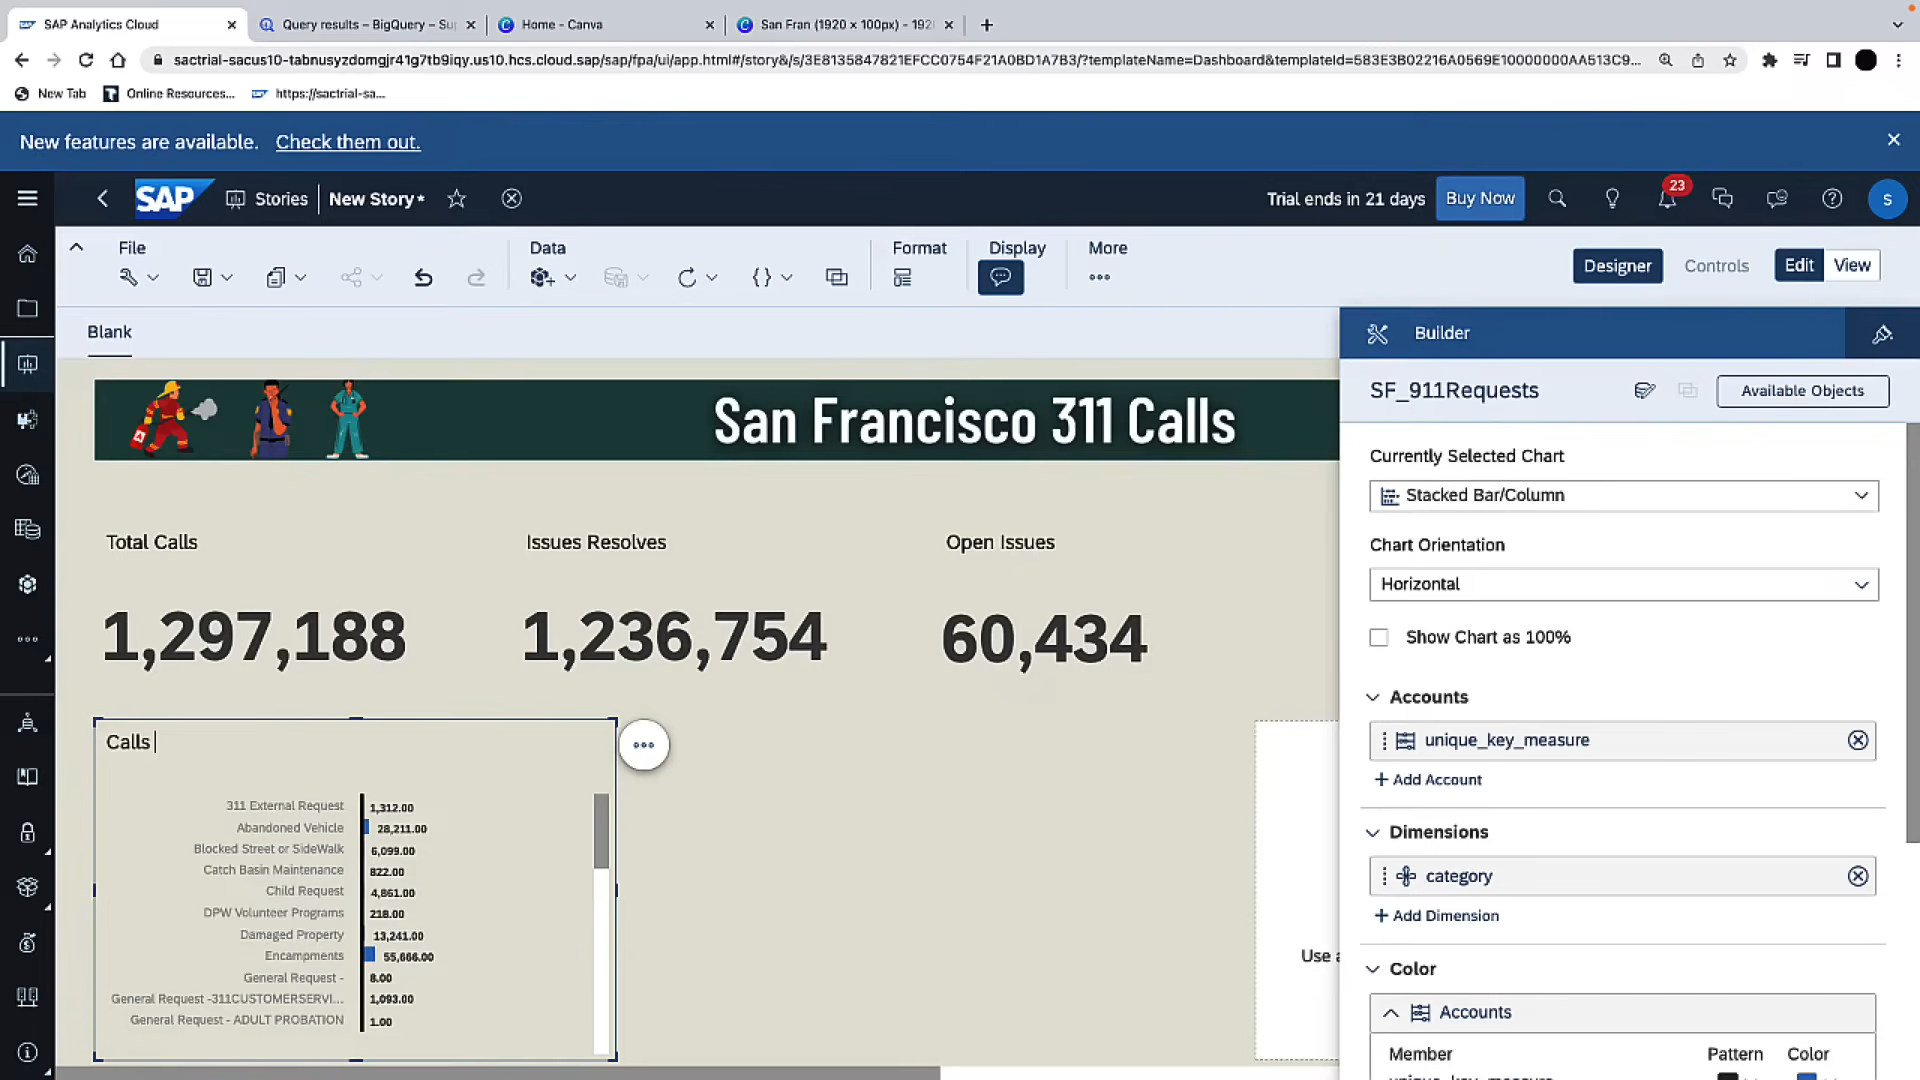 SAP Analytics Cloud
Query results – BigQuery – Sup
Home - Canva
San Fran (1920 × 100px) - 192
sactrial-sacus10-tabnusyzdomgjr41g7tb9iqy.us10.hcs.cloud.sap/sap/fpa/ui/app.html#/story&/s/3E8135847821EFCC0754F21A0BD1A7B3/?templateName=Dashboard&templateId=583E3B02216A0569E10000000AA513C9...
New Tab
Online Resources...
https://sactrial-sa...
New features are available. Check them out.
SAP
Stories
New Story*
Trial ends in 21 days
Buy Now
23
S
File
Data
Format
Display
More
Designer
Controls
Edit
View
Blank
Builder
San Francisco 311 Calls
SF_911Requests
Available Objects
Currently Selected Chart
Stacked Bar/Column
Chart Orientation
Horizontal
Show Chart as 100%
Total Calls
Issues Resolves
Open Issues
1,297,188
1,236,754
60,434
Accounts
unique_key_measure
+ Add Account
Dimensions
category
+ Add Dimension
Color
Accounts
Member
Pattern
Color
Calls
311 External Request 1,312.00
Abandoned Vehicle 28,211.00
Blocked Street or SideWalk 6,099.00
Catch Basin Maintenance 822.00
Child Request 4,861.00
DPW Volunteer Programs 218.00
Damaged Property 13,241.00
Encampments 55,666.00
General Request - 8.00
General Request -311CUSTOMERSERVI... 1,093.00
General Request - ADULT PROBATION 1.00
Use a
unique_key_measure